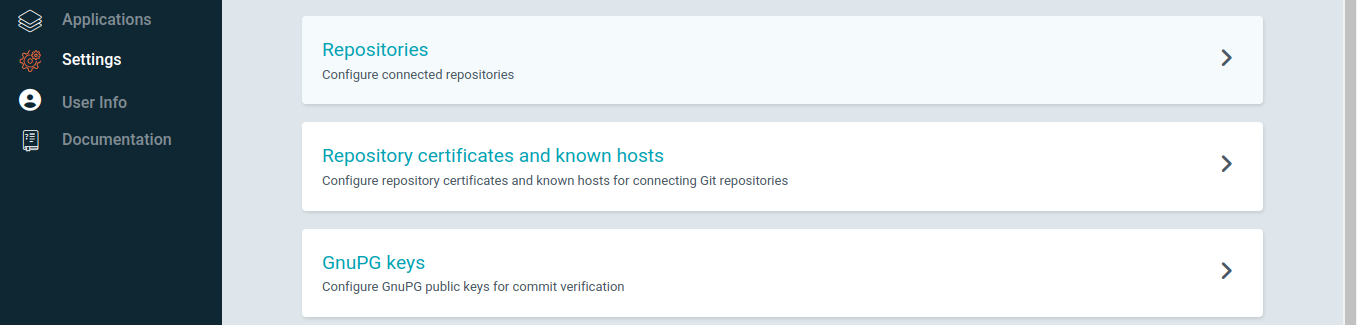 Applications
Settings
User Info
Documentation
Repositories
Configure connected repositories
Repository certificates and known hosts
Configure repository certificates and known hosts for connecting Git repositories
GnuPG keys
Configure GnuPG public keys for commit verification